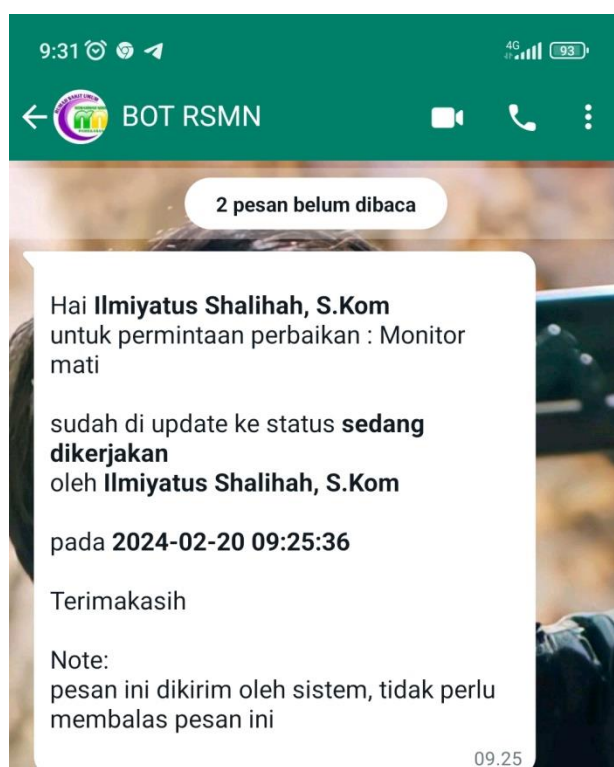 9:31
4G
93
BOT RSMN
2 pesan belum dibaca
Hai Ilmiyatus Shalihah, S.Kom
untuk permintaan perbaikan : Monitor
mati
sudah di update ke status sedang
dikerjakan
oleh Ilmiyatus Shalihah, S.Kom
pada 2024-02-20 09:25:36
Terimakasih
Note:
pesan ini dikirim oleh sistem, tidak perlu
membalas pesan ini
09.25